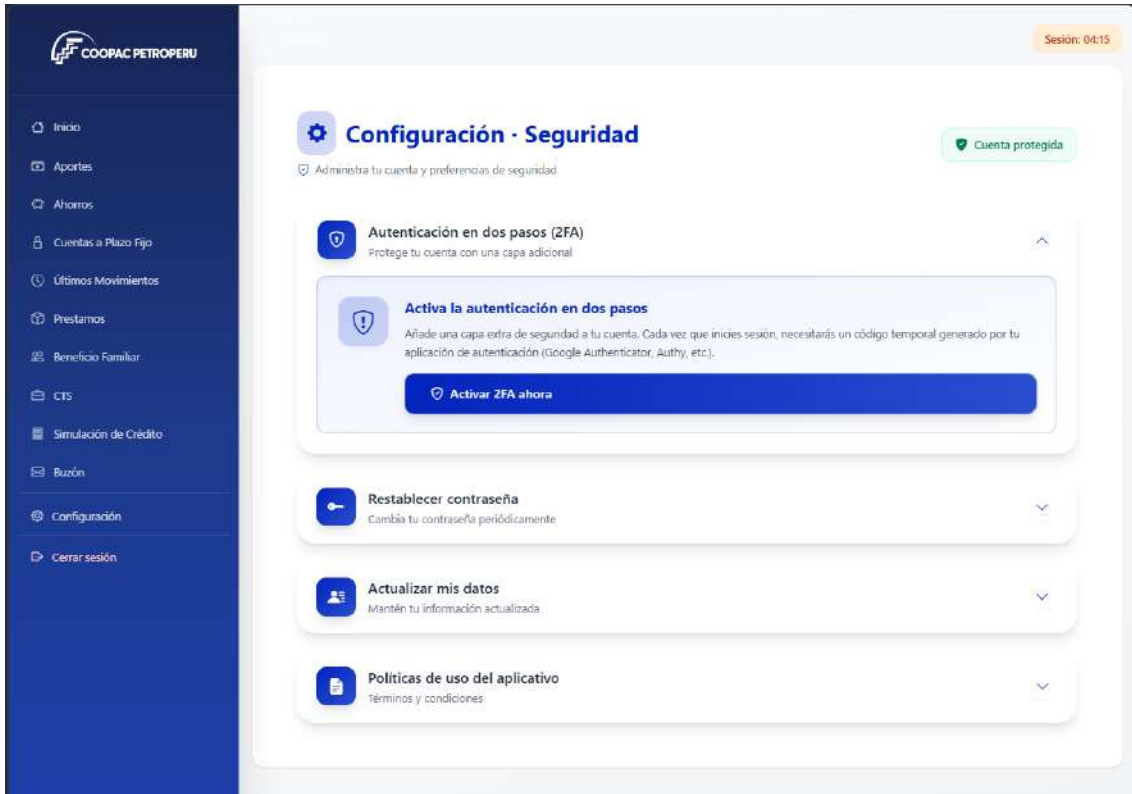 COOPAC PETROPERU
Inicio
Aportes
Ahorros
Cuentas a Plazo Fijo
Últimos Movimientos
Prestamos
Beneficio Familiar
CTS
Simulación de Crédito
Buzón
Configuración
Cerrar sesión
Sesión: 04:15
Configuración · Seguridad
Administra tu cuenta y preferencias de seguridad
Cuenta protegida
Autenticación en dos pasos (2FA)
Protege tu cuenta con una capa adicional
Activa la autenticación en dos pasos
Añade una capa extra de seguridad a tu cuenta. Cada vez que inicies sesión, necesitarás un código temporal generado por tu
aplicación de autenticación (Google Authenticator, Authy, etc.).
Activar 2FA ahora
Restablecer contraseña
Cambia tu contraseña periódicamente
Actualizar mis datos
Mantén tu información actualizada
Políticas de uso del aplicativo
Términos y condiciones